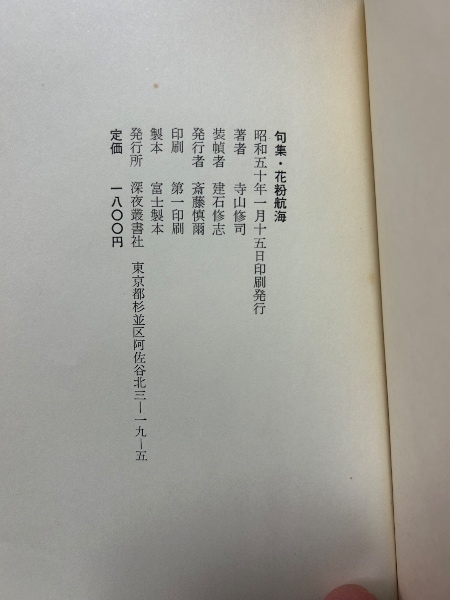 句集・花粉航海
昭和五十年一月十五日印刷発行
著者 寺山修司
装幀者 建石修志
発行者 斎藤慎爾
印刷 第一印刷
製本 富士製本
発行所 深夜叢書社 東京都杉並区阿佐谷北三―一九―五
定価 一八〇〇円